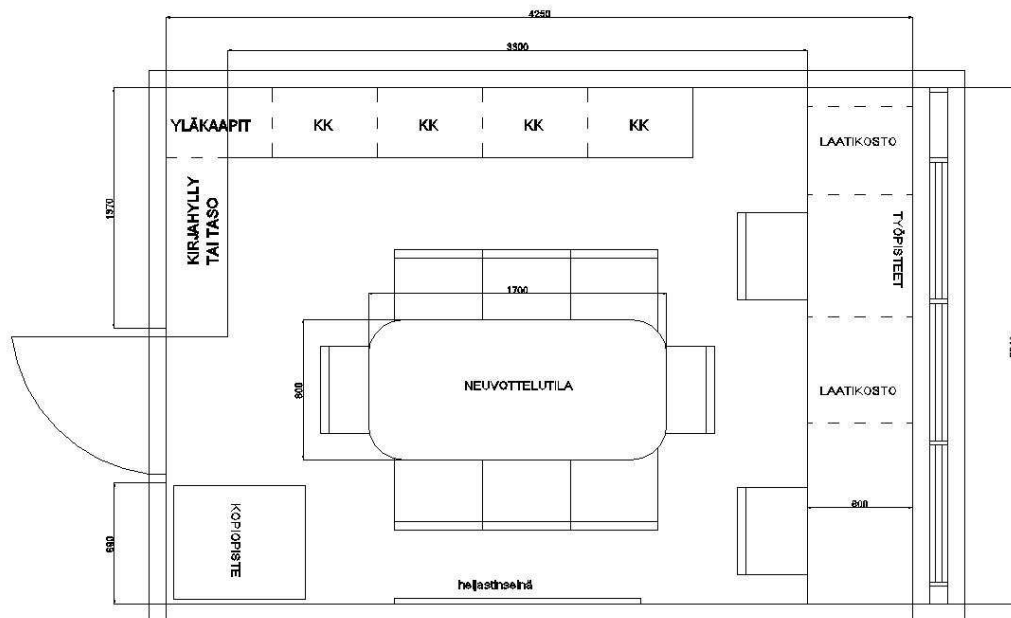 4250
3300
YLÄKAAPIT KK KK KK KK
LAATIKOSTO
KIRJAHYLLY
TAI TASO
1370
TYÖPISTEET
1700
800
NEUVOTTELUTILA
LAATIKOSTO
KOPIOPISTE
690
600
heijastinseinä